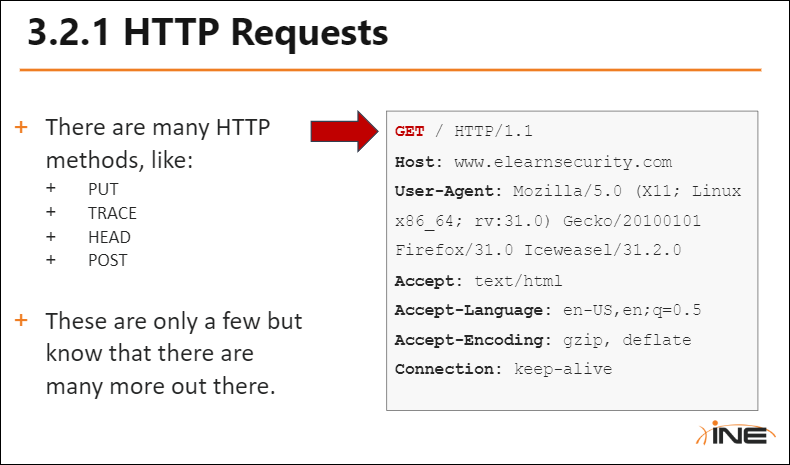 3.2.1 HTTP Requests
+ There are many HTTP
methods, like:
+ PUT
+ TRACE
+ HEAD
+ POST
+ These are only a few but
know that there are
many more out there.
GET / HTTP/1.1
Host: www.elearnsecurity.com
User-Agent: Mozilla/5.0 (X11; Linux
x86_64; rv:31.0) Gecko/20100101
Firefox/31.0 Iceweasel/31.2.0
Accept: text/html
Accept-Language: en-US,en;q=0.5
Accept-Encoding: gzip, deflate
Connection: keep-alive
iNE